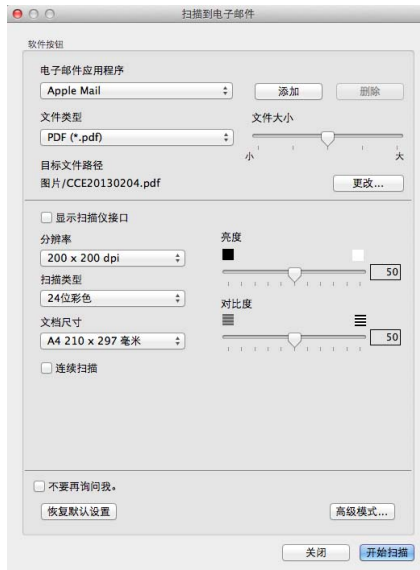 扫描到电子邮件
软件按钮
电子邮件应用程序
Apple Mail
添加
删除
文件类型
文件大小
PDF (*.pdf)
小
大
目标文件路径
图片/CCE20130204.pdf
更改...
显示扫描仪接口
分辨率
亮度
200 x 200 dpi
50
扫描类型
24位彩色
对比度
文档尺寸
A4 210 x 297 毫米
50
连续扫描
不要再询问我。
恢复默认设置
高级模式...
关闭
开始扫描